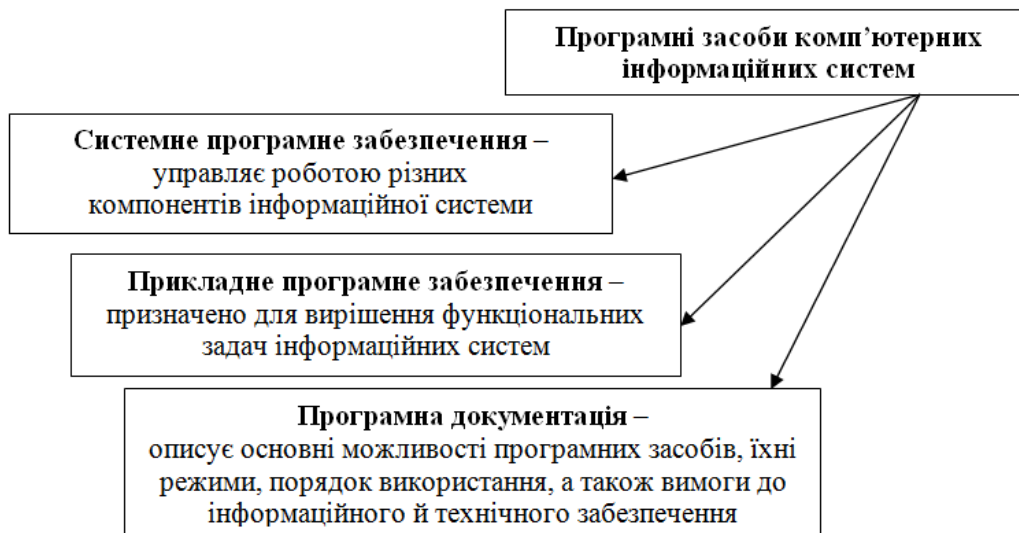 Програмні засоби комп’ютерних
інформаційних систем
Системне програмне забезпечення –
управляє роботою різних
компонентів інформаційної системи
Прикладне програмне забезпечення –
призначено для вирішення функціональних
задач інформаційних систем
Програмна документація –
описує основні можливості програмних засобів, їхні
режими, порядок використання, а також вимоги до
інформаційного й технічного забезпечення